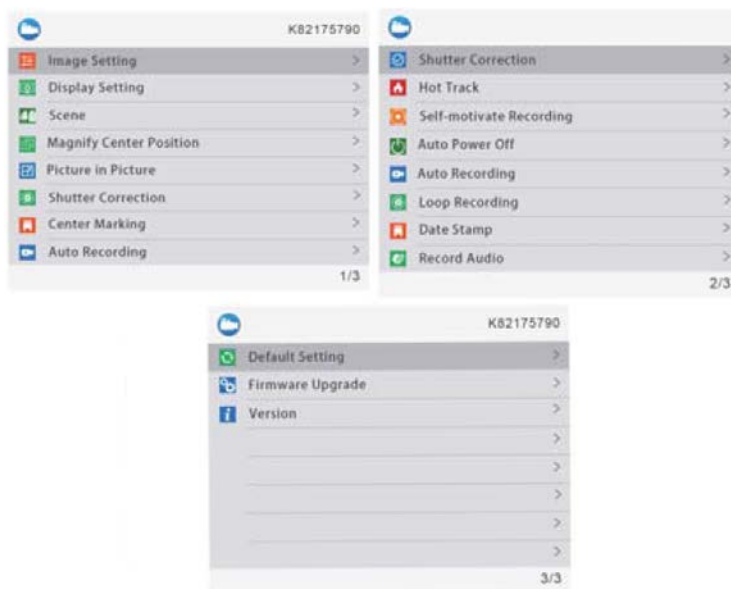 K82175790
Image Setting
Display Setting
Scene
Magnify Center Position
Picture in Picture
Shutter Correction
Center Marking
Auto Recording
1/3
Shutter Correction
Hot Track
Self-motivate Recording
Auto Power Off
Auto Recording
Loop Recording
Date Stamp
Record Audio
2/3
K82175790
Default Setting
Firmware Upgrade
Version
3/3